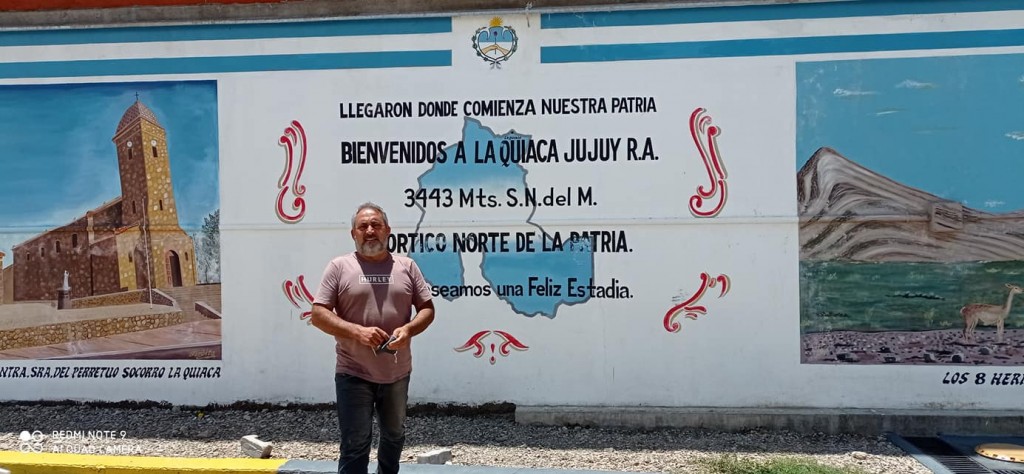 LLEGARON DONDE COMIENZA NUESTRA PATRIA
BIENVENIDOS A LA QUIACA JUJUY R.A.
3443 Mts. S.N. del M.
ORTICO NORTE DE LA PATRIA.
seamos una Feliz Estadia.
HURLEY
NTRA. SRA. DEL PERRETUO SOCORRO LA QUIACA
LOS 8 HER
REDMI NOTE 9
AI QUAD CAMERA